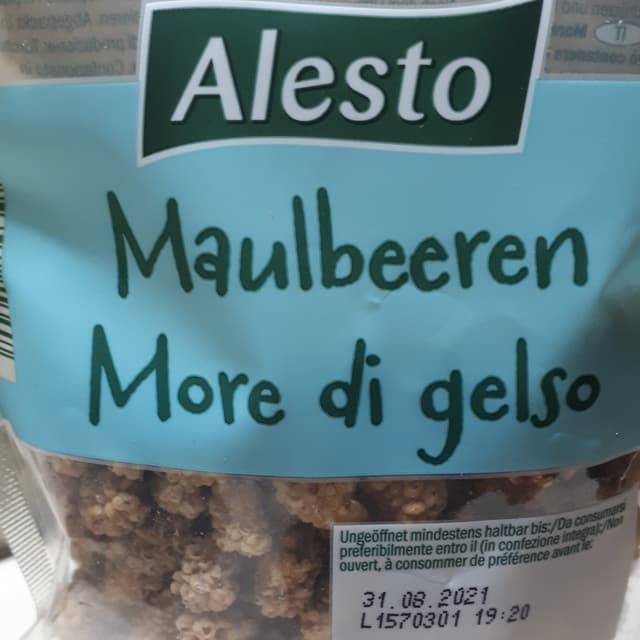 Alesto
Maulbeeren
More di gelso
Ungeöffnet mindestens haltbar bis:/Da consumarsi
preferibilmente entro il (in confezione integra):/Non
ouvert, à consommer de préférence avant le:
31.08.2021
L1570301 19:20